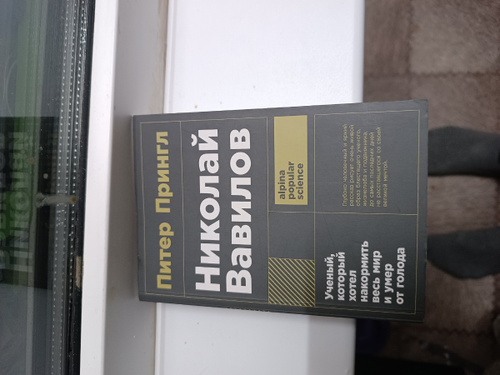 Питер Прингл
Николай
Вавилов
alpina
popular
science
Ученый,
который
хотел
накормить
весь мир
и умер
от голода